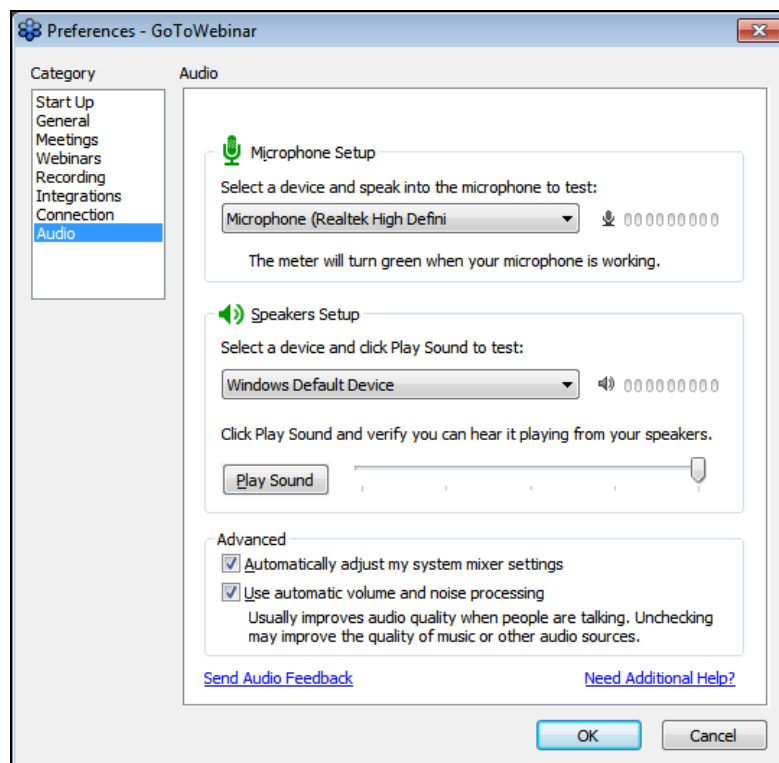 Preferences - GoToWebinar
Category
Start Up
General
Meetings
Webinars
Recording
Integrations
Connection
Audio
Audio
Microphone Setup
Select a device and speak into the microphone to test:
Microphone (Realtek High Defini
The meter will turn green when your microphone is working.
Speakers Setup
Select a device and click Play Sound to test:
Windows Default Device
Click Play Sound and verify you can hear it playing from your speakers.
Play Sound
Advanced
Automatically adjust my system mixer settings
Use automatic volume and noise processing
Usually improves audio quality when people are talking. Unchecking
may improve the quality of music or other audio sources.
Send Audio Feedback
Need Additional Help?
OK
Cancel